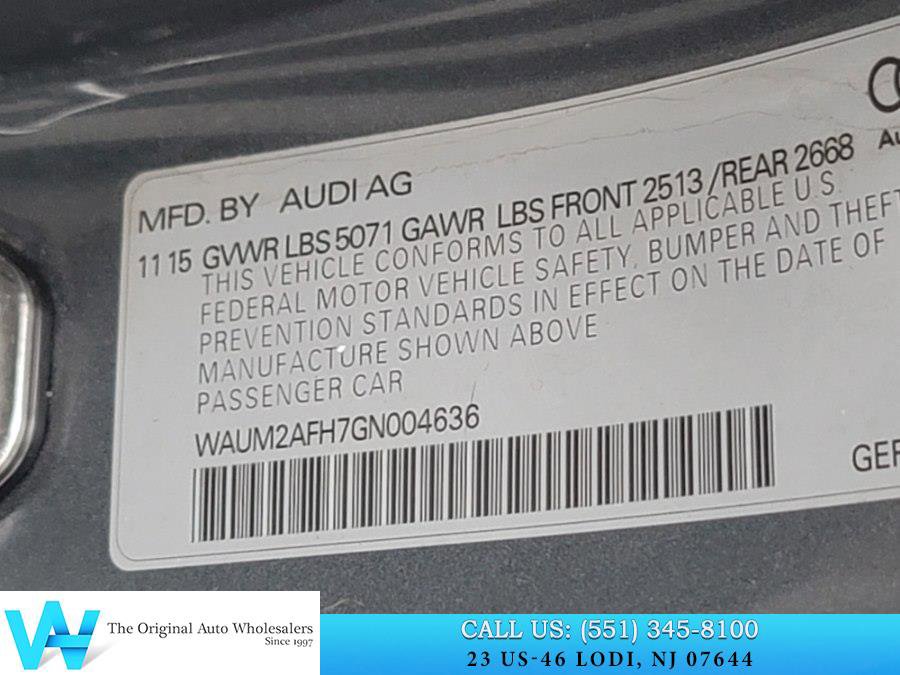 MFD. BY AUDI AG
11 15 GVWR LBS 5071 GAWR LBS FRONT 2513 / REAR 2668
THIS VEHICLE CONFORMS TO ALL APPLICABLE U.S.
FEDERAL MOTOR VEHICLE SAFETY, BUMPER AND THEFT
PREVENTION STANDARDS IN EFFECT ON THE DATE OF
MANUFACTURE SHOWN ABOVE
PASSENGER CAR
WAUM2AFH7GN004636
The Original Auto Wholesalers
Since 1997
CALL US: (551) 345-8100
23 US-46 LODI, NJ 07644